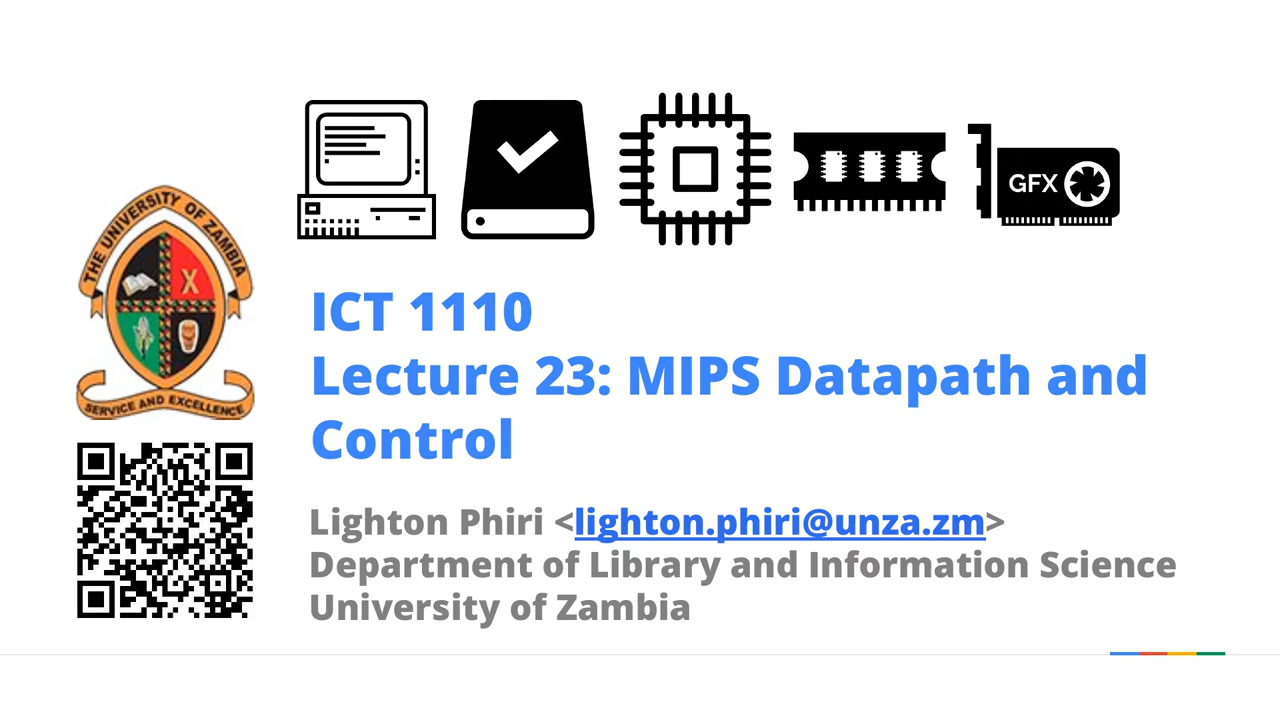 GFX
THE UNIVERSITY OF ZAMBIA
SERVICE AND EXCELLENCE
ICT 1110
Lecture 23: MIPS Datapath and
Control
Lighton Phiri <lighton.phiri@unza.zm>
Department of Library and Information Science
University of Zambia